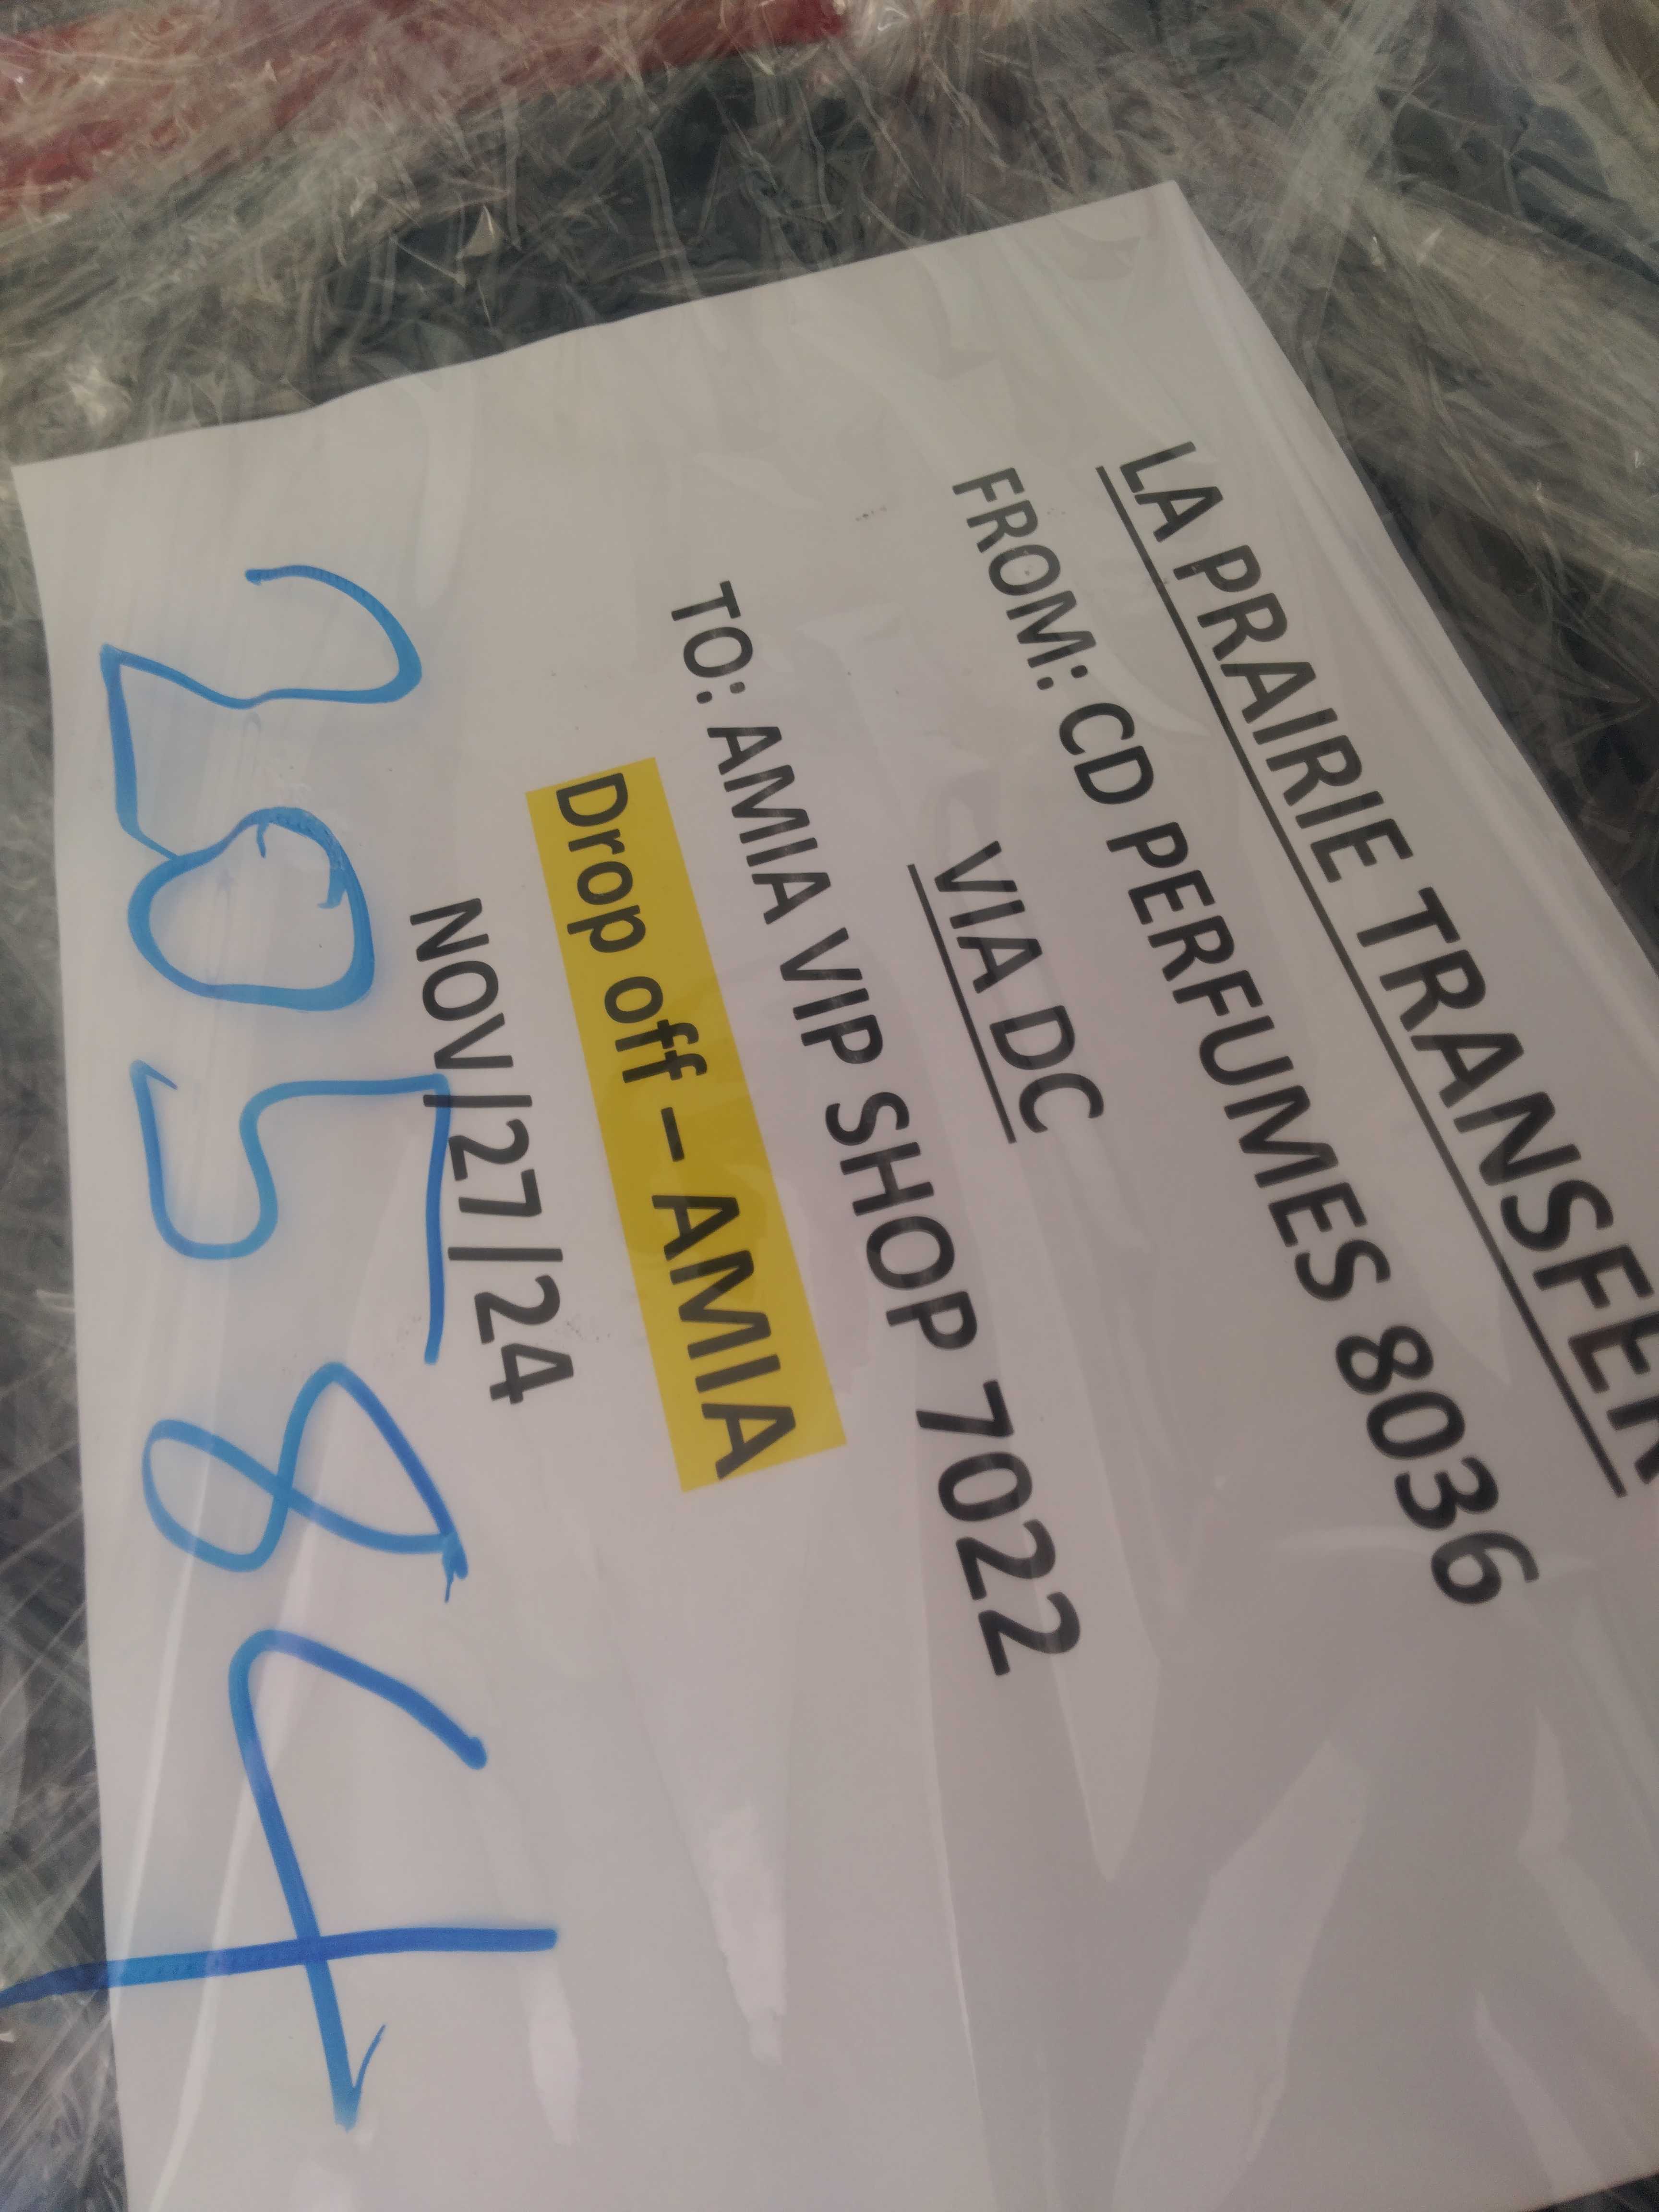 LA PRAIRIE TRANSFER
FROM: CD PERFUMES 8036
VIA DC
TO: AMIA VIP SHOP 7022
Drop off – AMIA
NOV/27/24
20584